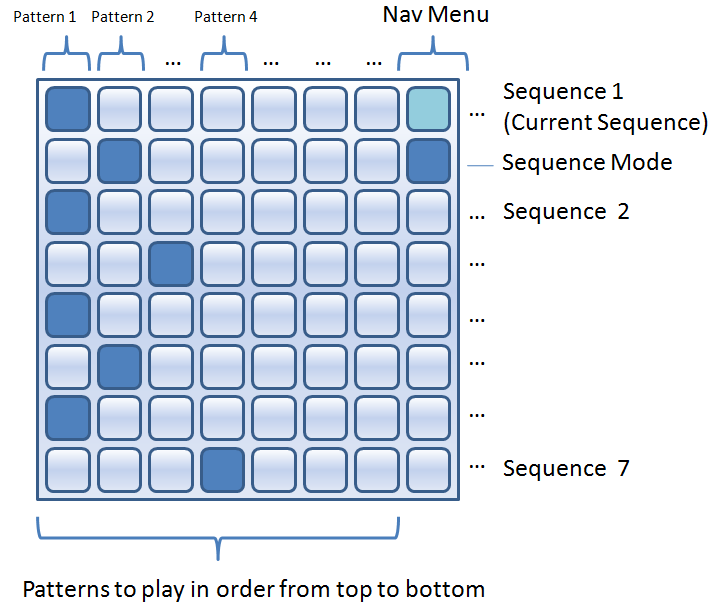 Pattern 1
Pattern 2
...
Pattern 4
...
...
...
Nav Menu
... Sequence 1
(Current Sequence)
Sequence Mode
... Sequence 2
...
...
...
...
... Sequence 7
Patterns to play in order from top to bottom